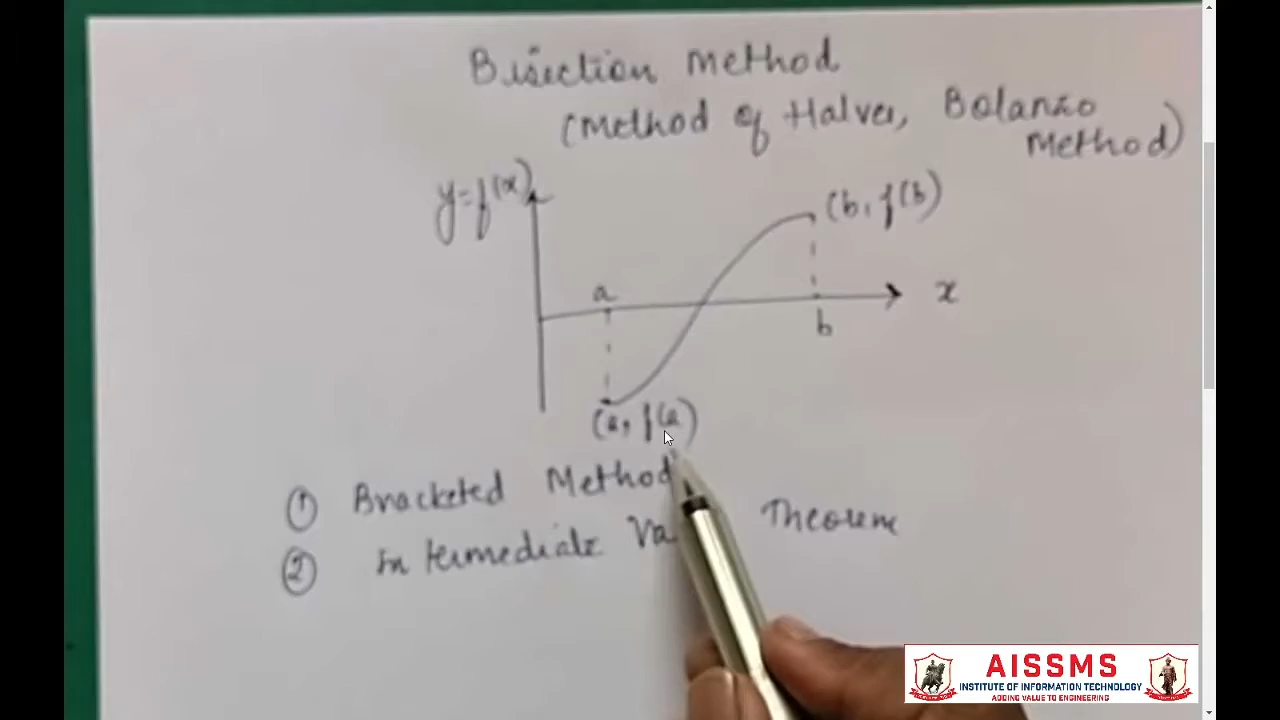 Bisection Method
(Method of Halves, Bolanzo
Method)
y=f(x)
(b, f(b)
a
x
b
(a, f(a)
① Bracketed Method
② Intermediate Va Theorem
AISSMS
INSTITUTE OF INFORMATION TECHNOLOGY
ADDING VALUE TO ENGINEERING